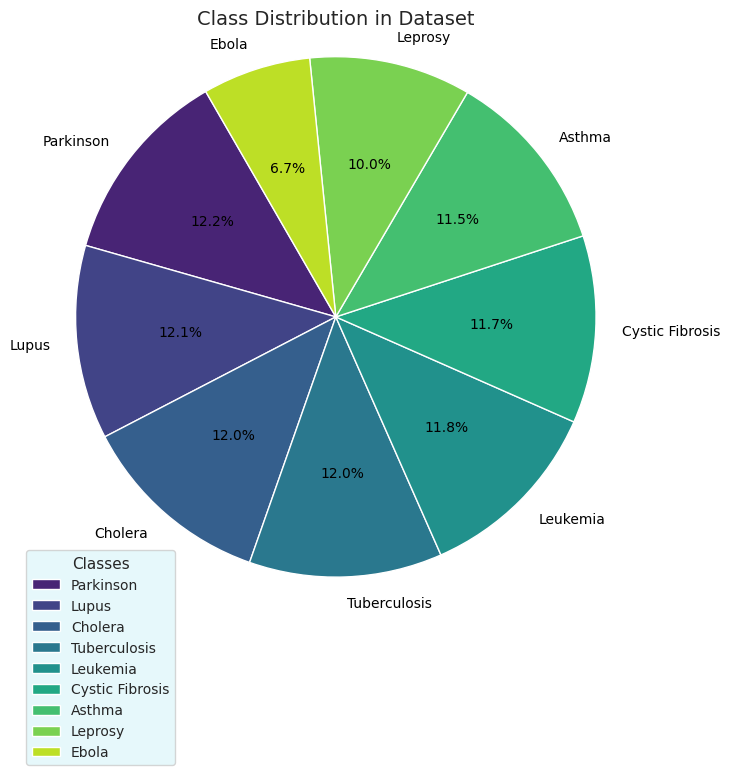 Class Distribution in Dataset
Leprosy
Ebola
Asthma
Parkinson
10.0%
6.7%
11.5%
12.2%
11.7%
Cystic Fibrosis
12.1%
Lupus
11.8%
12.0%
12.0%
Leukemia
Cholera
Tuberculosis
Classes
Parkinson
Lupus
Cholera
Tuberculosis
Leukemia
Cystic Fibrosis
Asthma
Leprosy
Ebola